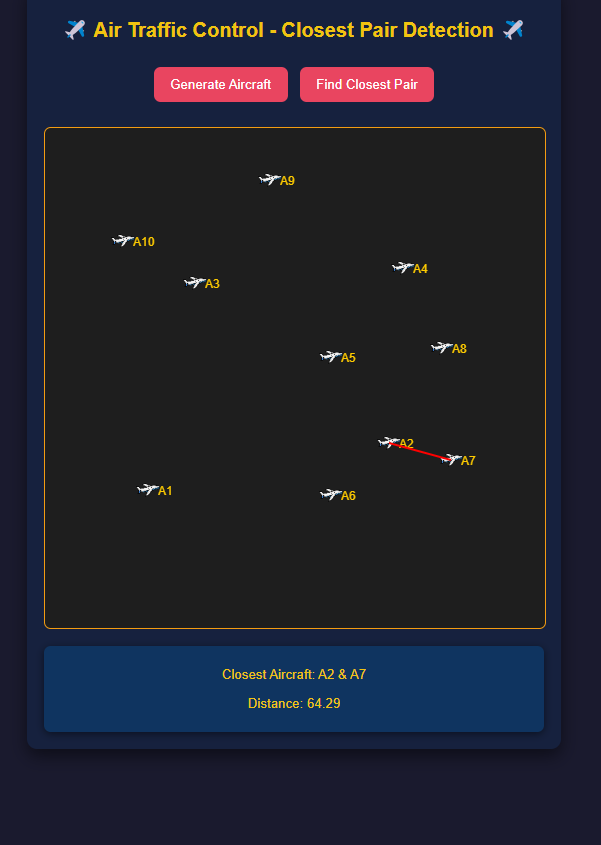 Air Traffic Control - Closest Pair Detection
Generate Aircraft Find Closest Pair
A9
A10
A4
A3
A8
A5
A2
A7
A1
A6
Closest Aircraft: A2 & A7
Distance: 64.29